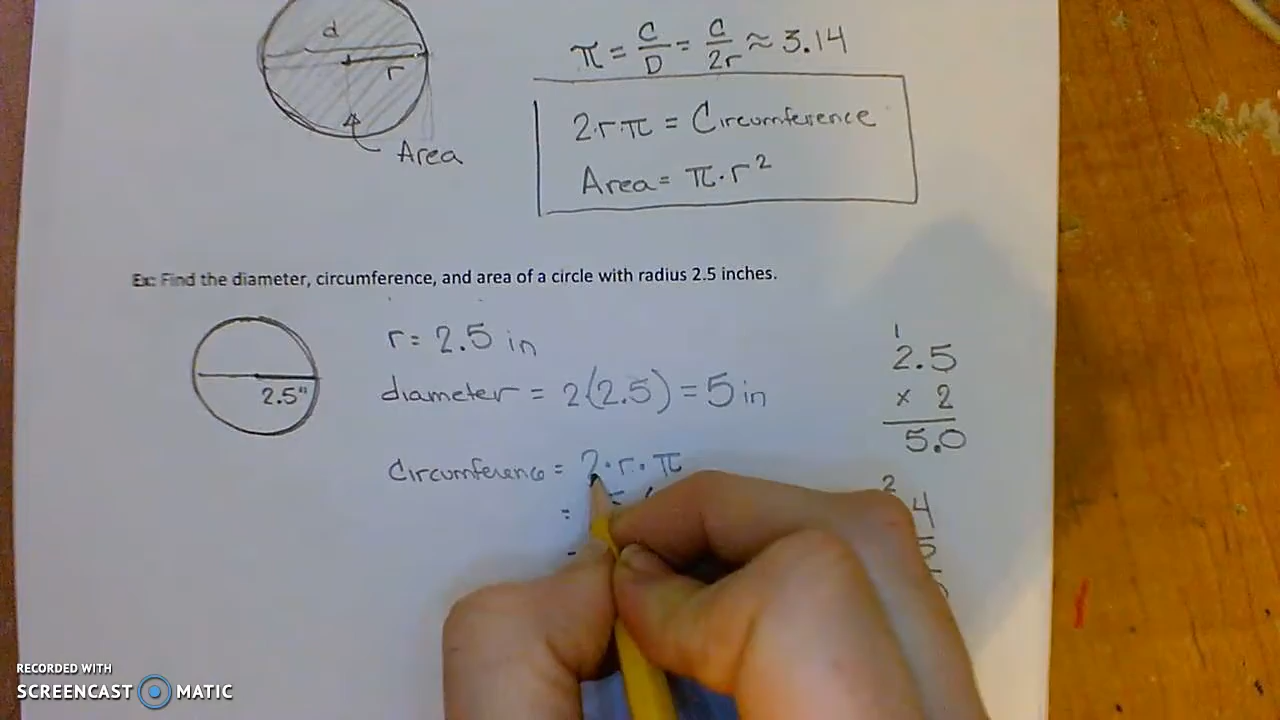 d
r
Area
π = C/D = C/2r ≈ 3.14
2·r·π = Circumference
Area = π·r²
Ex: Find the diameter, circumference, and area of a circle with radius 2.5 inches.
2.5"
r = 2.5 in
diameter = 2(2.5) = 5 in
Circumference = 2·r·π
=
1
2.5
x 2
5.0
2
4
5
RECORDED WITH
SCREENCAST MATIC